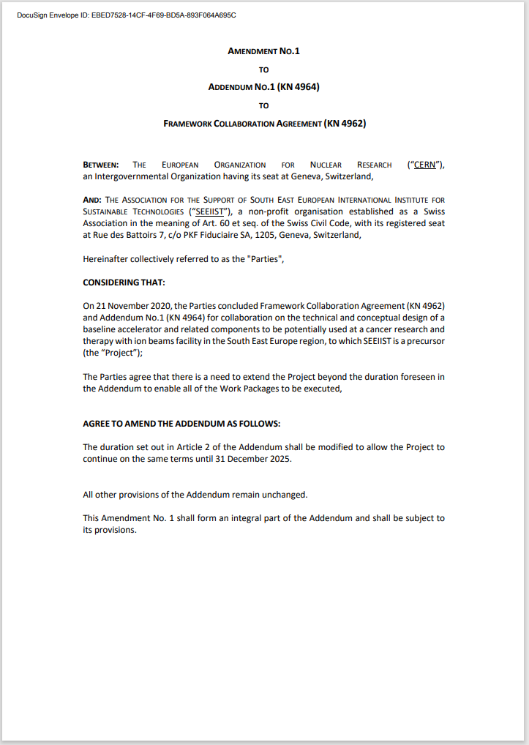 DocuSign Envelope ID: EBED7528-14CF-4F69-BD5A-893F064A695C
AMENDMENT NO.1
TO
ADDENDUM NO.1 (KN 4964)
TO
FRAMEWORK COLLABORATION AGREEMENT (KN 4962)
BETWEEN: THE EUROPEAN ORGANIZATION FOR NUCLEAR RESEARCH ("CERN"),
an Intergovernmental Organization having its seat at Geneva, Switzerland,
AND: THE ASSOCIATION FOR THE SUPPORT OF SOUTH EAST EUROPEAN INTERNATIONAL INSTITUTE FOR
SUSTAINABLE TECHNOLOGIES ("SEEIIST"), a non-profit organisation established as a Swiss
Association in the meaning of Art. 60 et seq. of the Swiss Civil Code, with its registered seat
at Rue des Battoirs 7, c/o PKF Fiduciaire SA, 1205, Geneva, Switzerland,
Hereinafter collectively referred to as the "Parties",
CONSIDERING THAT:
On 21 November 2020, the Parties concluded Framework Collaboration Agreement (KN 4962)
and Addendum No.1 (KN 4964) for collaboration on the technical and conceptual design of a
baseline accelerator and related components to be potentially used at a cancer research and
therapy with ion beams facility in the South East Europe region, to which SEEIIST is a precursor
(the "Project");
The Parties agree that there is a need to extend the Project beyond the duration foreseen in
the Addendum to enable all of the Work Packages to be executed,
AGREE TO AMEND THE ADDENDUM AS FOLLOWS:
The duration set out in Article 2 of the Addendum shall be modified to allow the Project to
continue on the same terms until 31 December 2025.
All other provisions of the Addendum remain unchanged.
This Amendment No. 1 shall form an integral part of the Addendum and shall be subject to
its provisions.